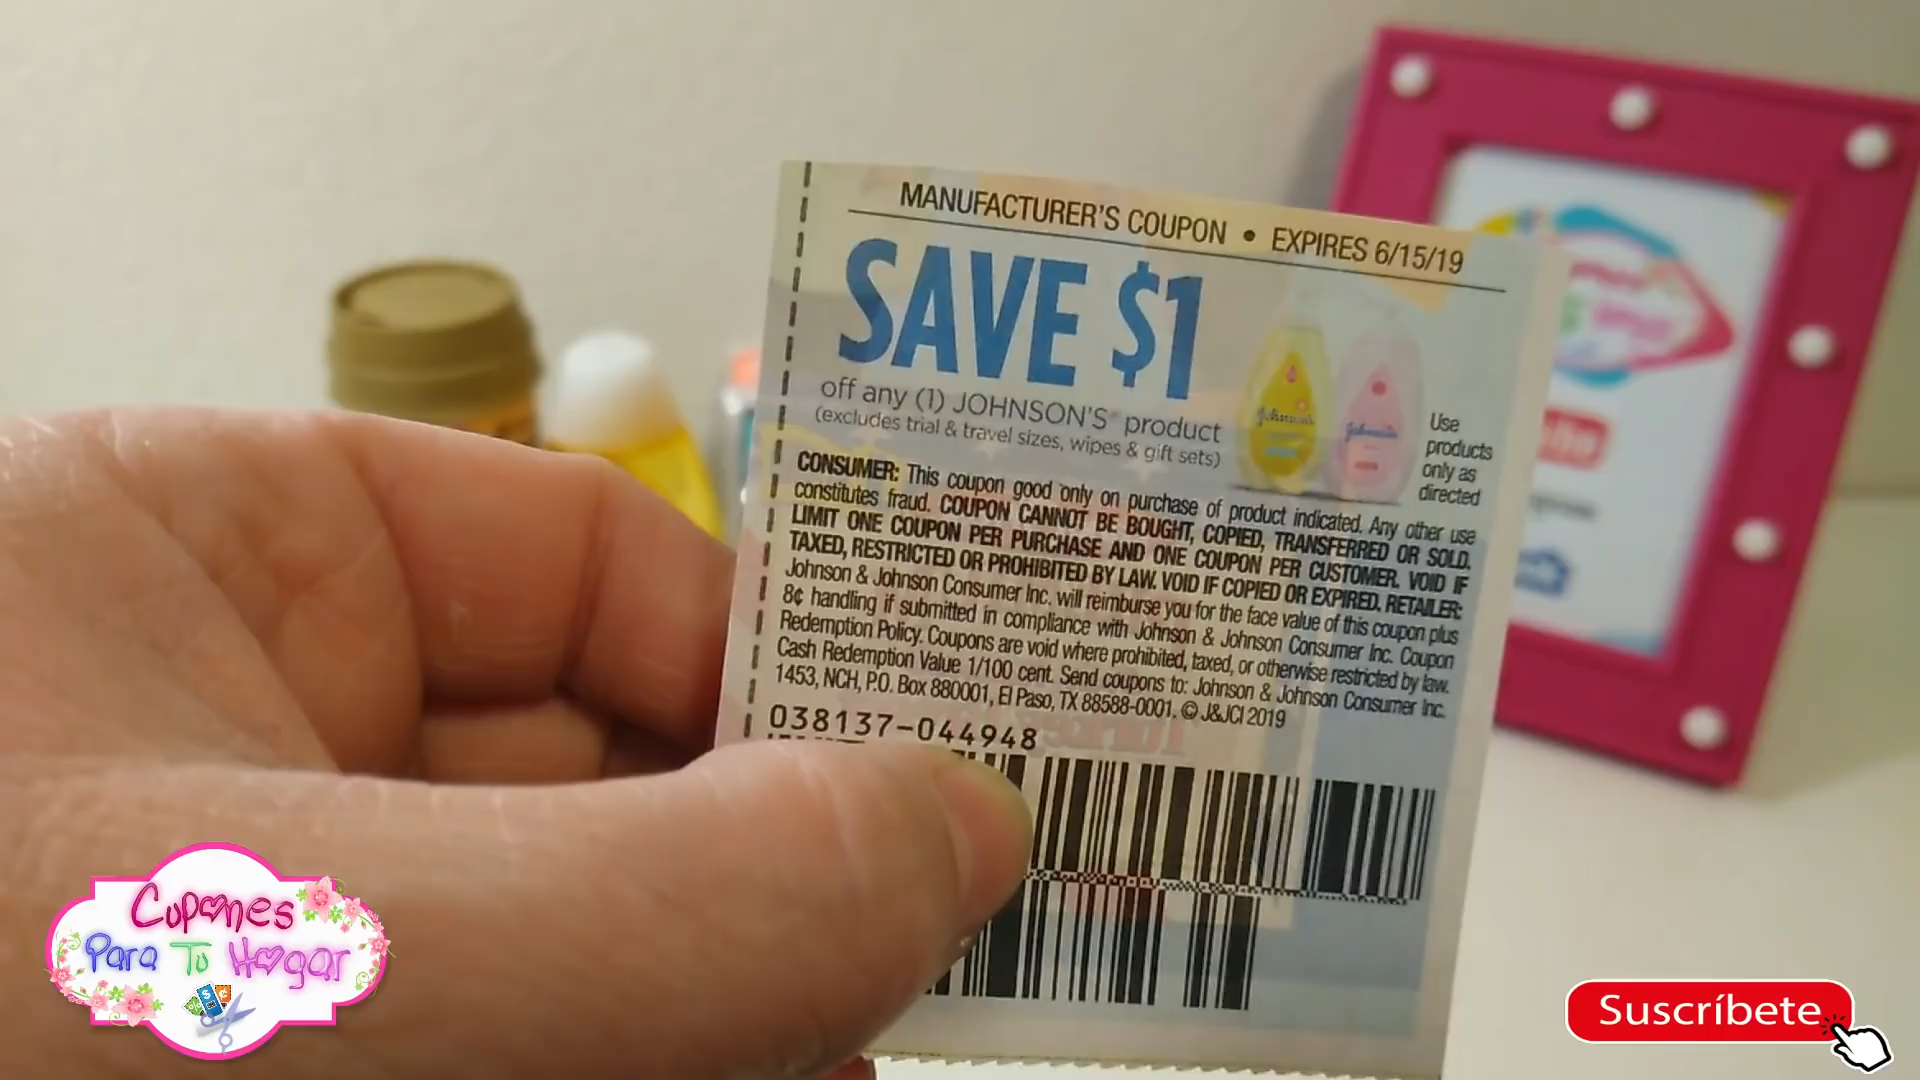 MANUFACTURER'S COUPON • EXPIRES 6/15/19
SAVE $1
off any (1) JOHNSON'S® product
(excludes trial & travel sizes, wipes & gift sets)
Johnson's
Johnson's
Use
products
only as
directed
CONSUMER: This coupon good only on purchase of product indicated. Any other use
constitutes fraud. COUPON CANNOT BE BOUGHT, COPIED, TRANSFERRED OR SOLD.
LIMIT ONE COUPON PER PURCHASE AND ONE COUPON PER CUSTOMER. VOID IF
TAXED, RESTRICTED OR PROHIBITED BY LAW. VOID IF COPIED OR EXPIRED. RETAILER:
Johnson & Johnson Consumer Inc. will reimburse you for the face value of this coupon plus
8¢ handling if submitted in compliance with Johnson & Johnson Consumer Inc. Coupon
Redemption Policy. Coupons are void where prohibited, taxed, or otherwise restricted by law.
Cash Redemption Value 1/100 cent. Send coupons to: Johnson & Johnson Consumer Inc.
1453, NCH, P.O. Box 880001, El Paso, TX 88588-0001. © J&JCI 2019
038137-044948
Cupones
Para Tu Hogar
Suscríbete